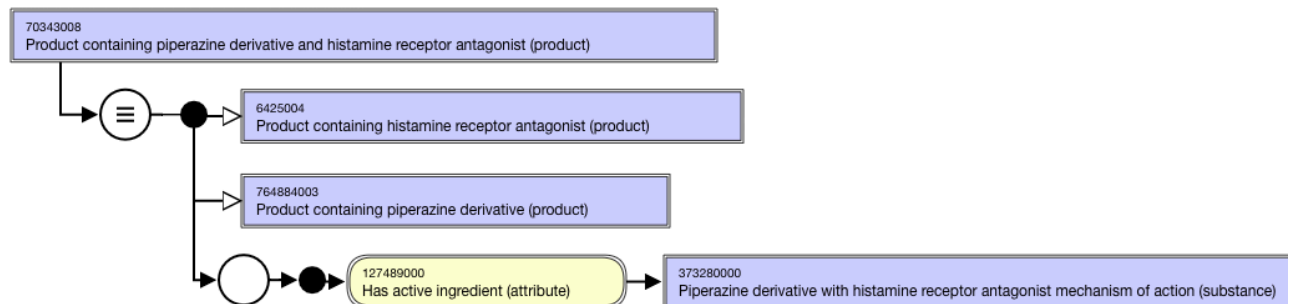 70343008
Product containing piperazine derivative and histamine receptor antagonist (product)
6425004
Product containing histamine receptor antagonist (product)
764884003
Product containing piperazine derivative (product)
127489000
Has active ingredient (attribute)
373280000
Piperazine derivative with histamine receptor antagonist mechanism of action (substance)